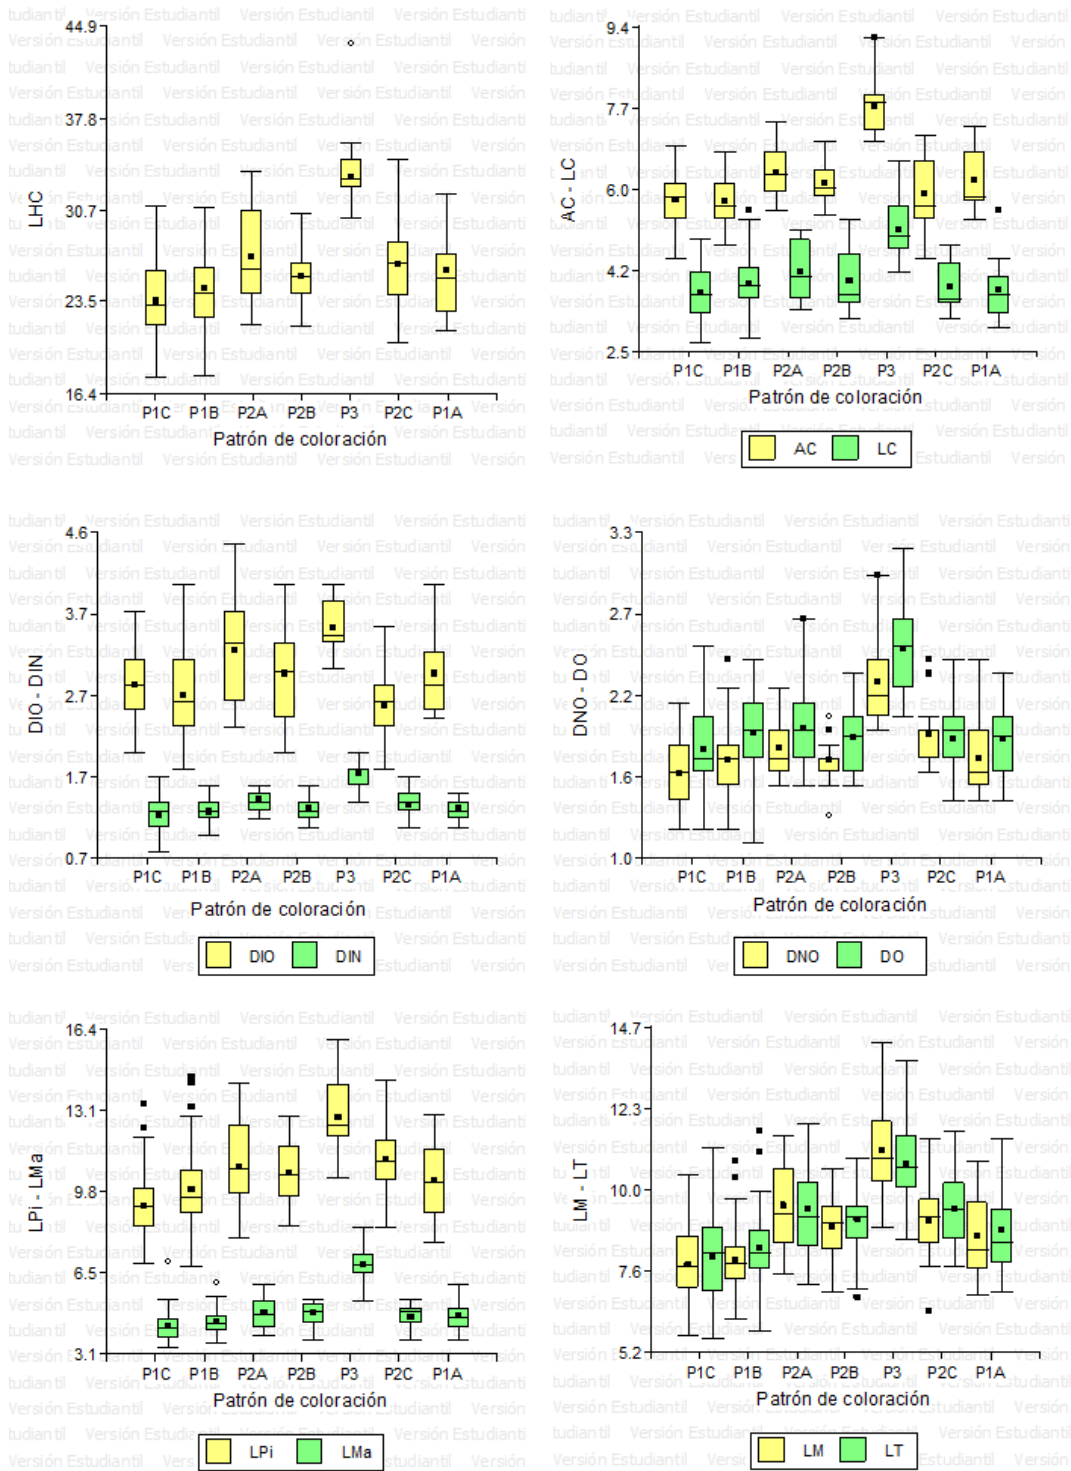 44.9
37.8
30.7
23.5
16.4
LHC
P1C P1B P2A P2B P3 P2C P1A
Patrón de coloración
9.4
7.7
6.0
4.2
2.5
AC - LC
P1C P1B P2A P2B P3 P2C P1A
Patrón de coloración
AC LC
4.6
3.7
2.7
1.7
0.7
DIO - DIN
P1C P1B P2A P2B P3 P2C P1A
Patrón de coloración
DIO DIN
3.3
2.7
2.2
1.6
1.0
DNO - DO
P1C P1B P2A P2B P3 P2C P1A
Patrón de coloración
DNO DO
16.4
13.1
9.8
6.5
3.1
LPi - LMa
P1C P1B P2A P2B P3 P2C P1A
Patrón de coloración
LPi LMa
14.7
12.3
10.0
7.6
5.2
LM - LT
P1C P1B P2A P2B P3 P2C P1A
Patrón de coloración
LM LT
Versión Estudiantil